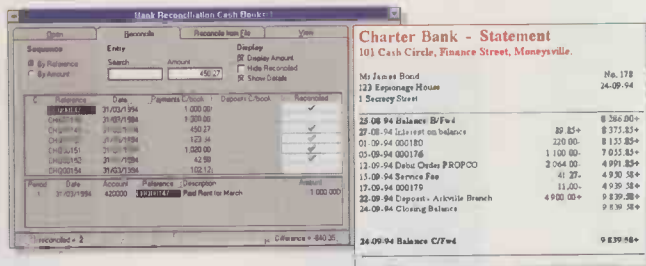 Bank Reconciliation Cash Books
Open Reconcile Reconcile from File View
Sequence Entry Display
By Reference Search Amount Display Amount
By Amount 450.27 Hide Reconciled
Show Details
C Reference Date Payments C/book Deposits C/book Reconciled
31/03/1994 1 000.00
31/03/1994
450.27
CHQ00151 1,020.00
CHQ00152 42.50
CHQ00154 31/03/1994 102.12
Period Date Account Reference Description Amount
1 31/03/1994 420000 Paid Rent for March 1 000.00
Unreconciled = 2 Difference =
Charter Bank - Statement
101 Cash Circle, Finance Street, Moneysville.
Mr James Bond No. 178
123 Espionage House 24-09-94
1 Secrecy Street
25-08-94 Balance B/Fwd 8 286.00+
27-08-94 Interest on balance 89.85+ 8 375.85+
01-09-94 000180 220.00- 8 155.85+
05-09-94 000176 1 100.00- 7 055.85+
12-09-94 Debit Order PROPCO 2 064.00- 4 991.85+
15-09-94 Service Fee 41.27- 4 950.58+
17-09-94 000179 11.00- 4 939.58+
22-09-94 Deposit - Arkville Branch 4 900.00+ 9 839.58+
24-09-94 Closing Balance 9 839.58+
24-09-94 Balance C/Fwd 9 839.58+